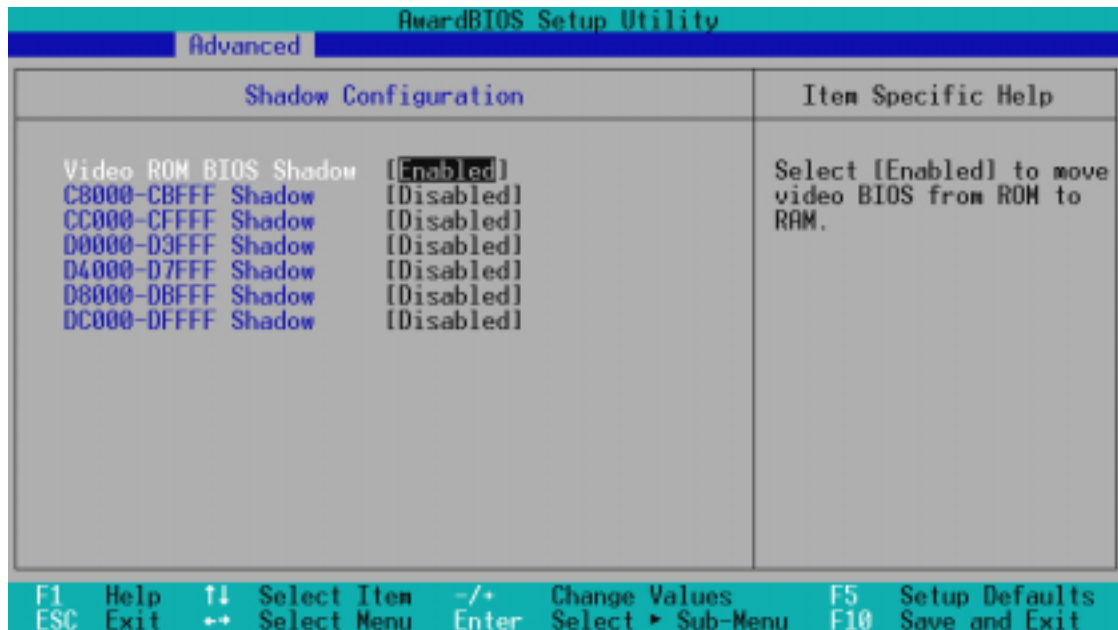 AwardBIOS Setup Utility
Advanced
Shadow Configuration
Item Specific Help
Video ROM BIOS Shadow [Enabled]
C8000-CBFFF Shadow [Disabled]
CC000-CFFFF Shadow [Disabled]
D0000-D3FFF Shadow [Disabled]
D4000-D7FFF Shadow [Disabled]
D8000-DBFFF Shadow [Disabled]
DC000-DFFFF Shadow [Disabled]
Select [Enabled] to move
video BIOS from ROM to
RAM.
F1 Help ↑↓ Select Item -/+ Change Values F5 Setup Defaults
ESC Exit ←→ Select Menu Enter Select ► Sub-Menu F10 Save and Exit